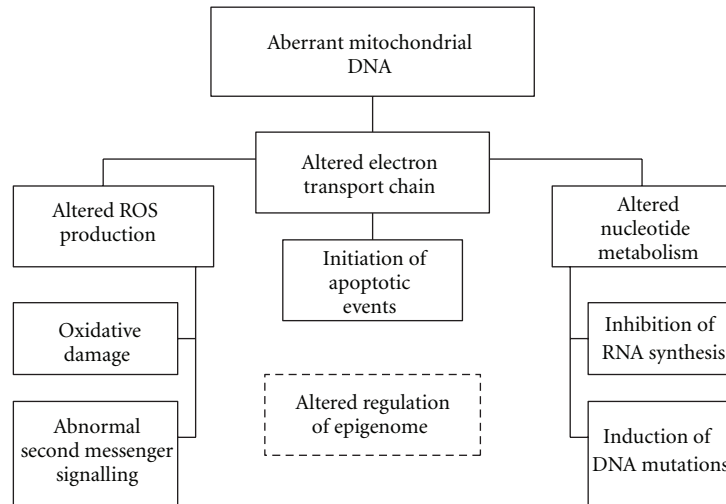 Aberrant mitochondrial
DNA
Altered electron
transport chain
Altered ROS
production
Altered
nucleotide
metabolism
Initiation of
apoptotic
events
Oxidative
damage
Inhibition of
RNA synthesis
Altered regulation
of epigenome
Abnormal
second messenger
signalling
Induction of
DNA mutations